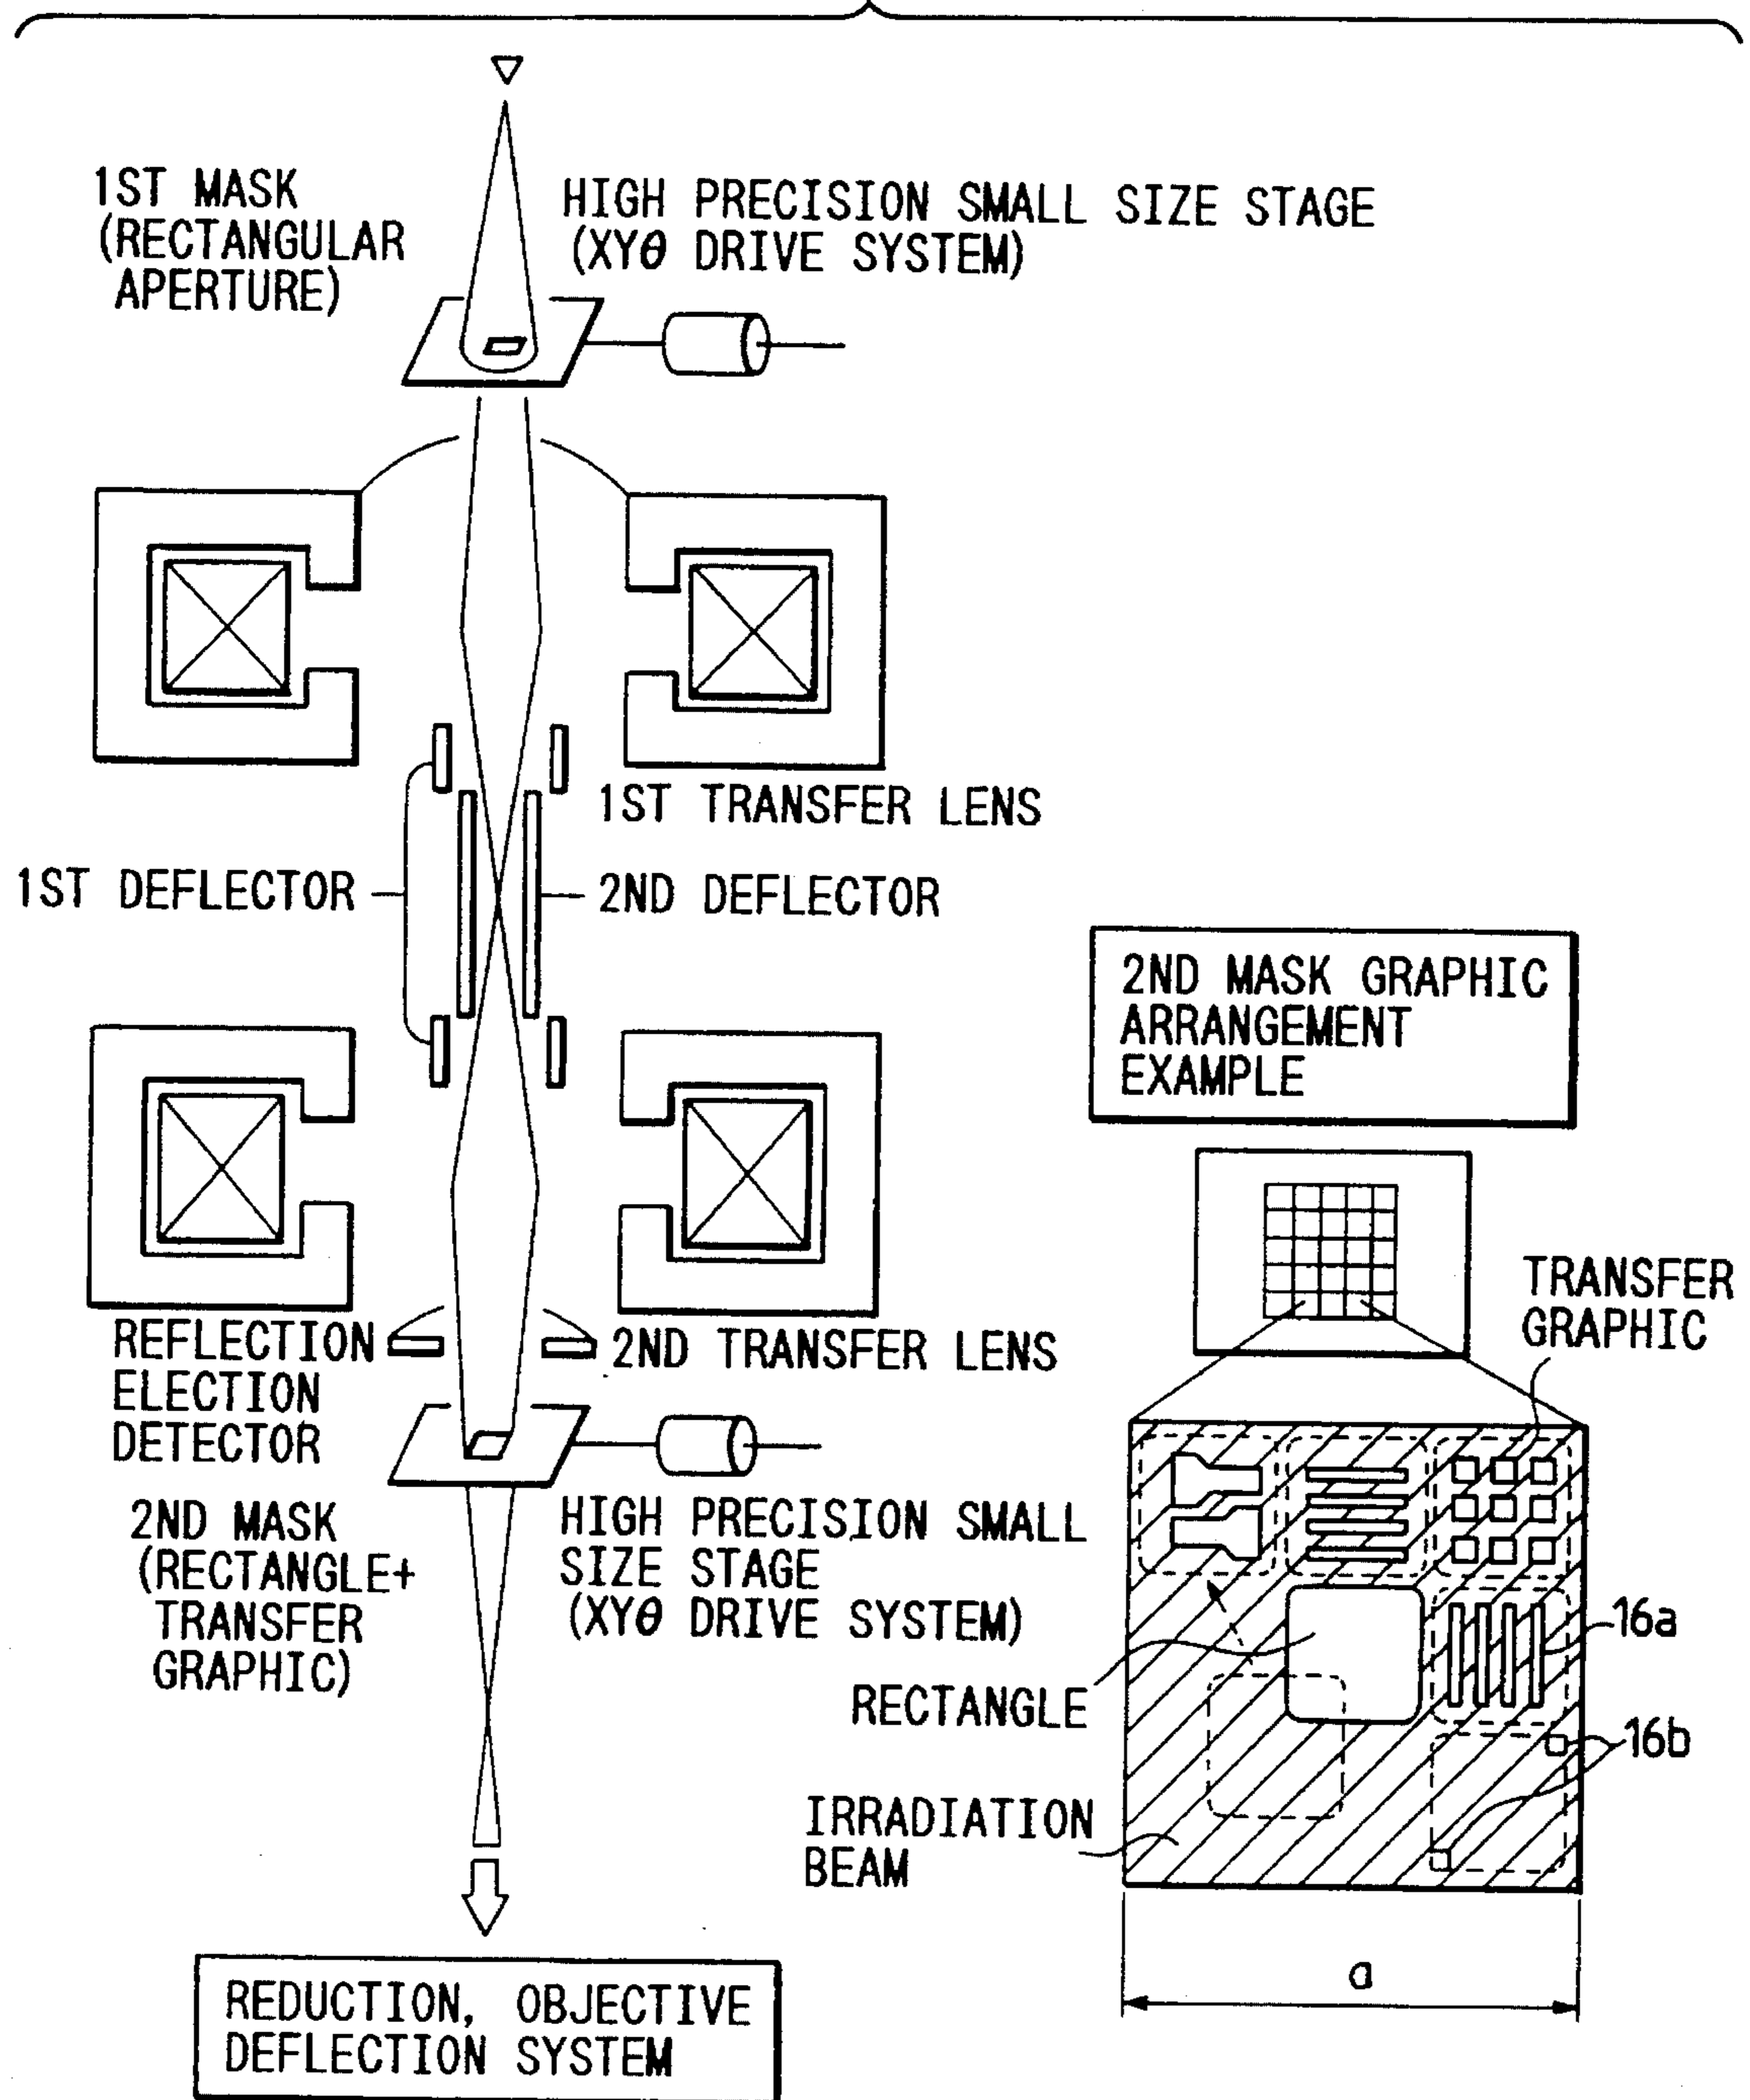 1ST MASK
(RECTANGULAR
APERTURE)
HIGH PRECISION SMALL SIZE STAGE
(XYθ DRIVE SYSTEM)
1ST TRANSFER LENS
1ST DEFLECTOR
2ND DEFLECTOR
2ND MASK GRAPHIC
ARRANGEMENT
EXAMPLE
TRANSFER
GRAPHIC
REFLECTION
ELECTION
DETECTOR
2ND TRANSFER LENS
2ND MASK
(RECTANGLE+
TRANSFER
GRAPHIC)
HIGH PRECISION SMALL
SIZE STAGE
(XYθ DRIVE SYSTEM)
16a
RECTANGLE
16b
IRRADIATION
BEAM
a
REDUCTION, OBJECTIVE
DEFLECTION SYSTEM